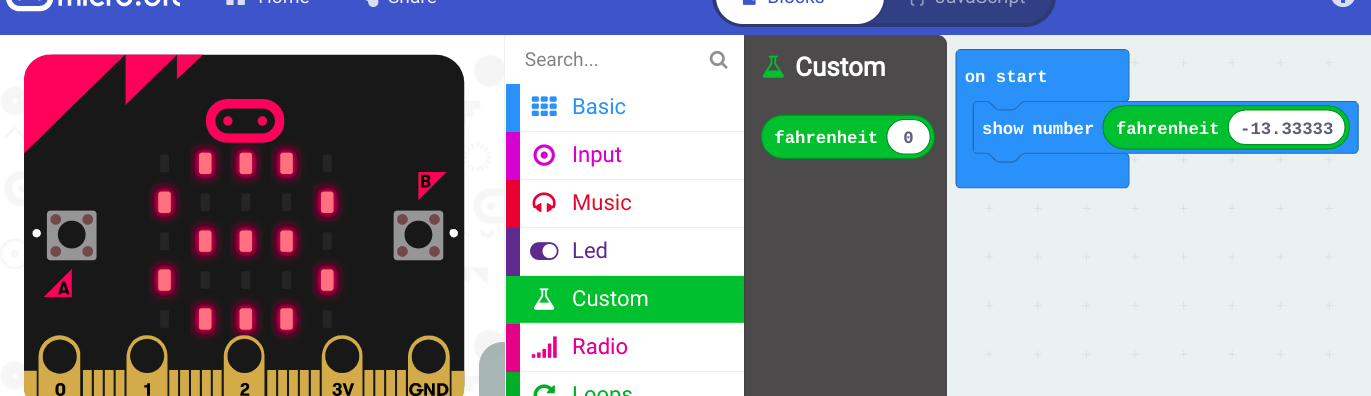 micro:bit
Home
Share
Blocks
{} JavaScript
Search...
Basic
Input
Music
Led
Custom
Radio
Loops
Custom
fahrenheit 0
on start
show number fahrenheit -13.33333
B
A
0 1 2 3V GND